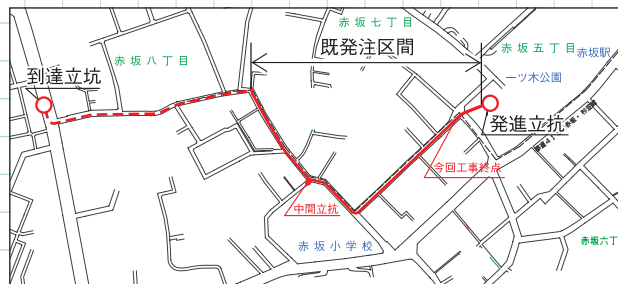 赤坂七丁目
既発注区間
赤坂五丁目
赤坂駅
赤坂八丁目
到達立坑
一ツ木公園
発進立坑
今回工事終点
中間立坑
赤坂小学校
赤坂六丁